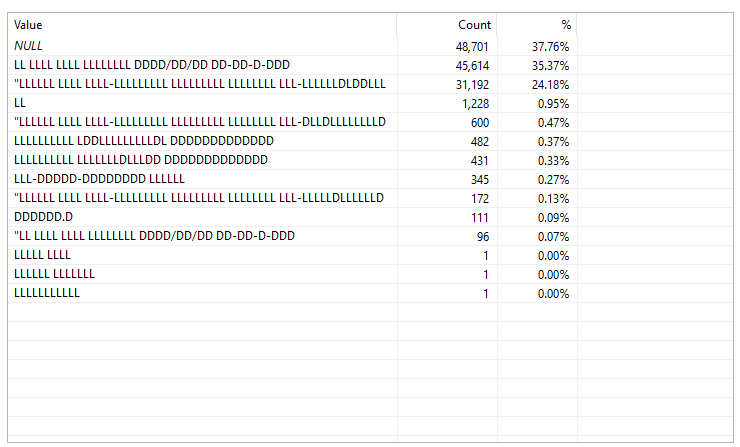 Value Count %
NULL 48,701 37.76%
LL LLLL LLLL LLLLLLLL DDDD/DD/DD DD-DD-D-DDD 45,614 35.37%
"LLLLLL LLLL LLLL-LLLLLLLLL LLLLLLLLL LLLLLLLL LLL-LLLLLLDLDDLLL 31,192 24.18%
LL 1,228 0.95%
"LLLLLL LLLL LLLL-LLLLLLLLL LLLLLLLLL LLLLLLLL LLL-DLLDLLLLLLLLD 600 0.47%
LLLLLLLLLL LDDLLLLLLLLLDL DDDDDDDDDDDDD 482 0.37%
LLLLLLLLLL LLLLLLLDLLLDD DDDDDDDDDDDDD 431 0.33%
LLL-DDDDD-DDDDDDDD LLLLLL 345 0.27%
"LLLLLL LLLL LLLL-LLLLLLLLL LLLLLLLLL LLLLLLLL LLL-LLLLLDLLLLLLD 172 0.13%
DDDDDD.D 111 0.09%
"LL LLLL LLLL LLLLLLLL DDDD/DD/DD DD-DD-D-DDD 96 0.07%
LLLLL LLLL 1 0.00%
LLLLLL LLLLLLL 1 0.00%
LLLLLLLLLLL 1 0.00%